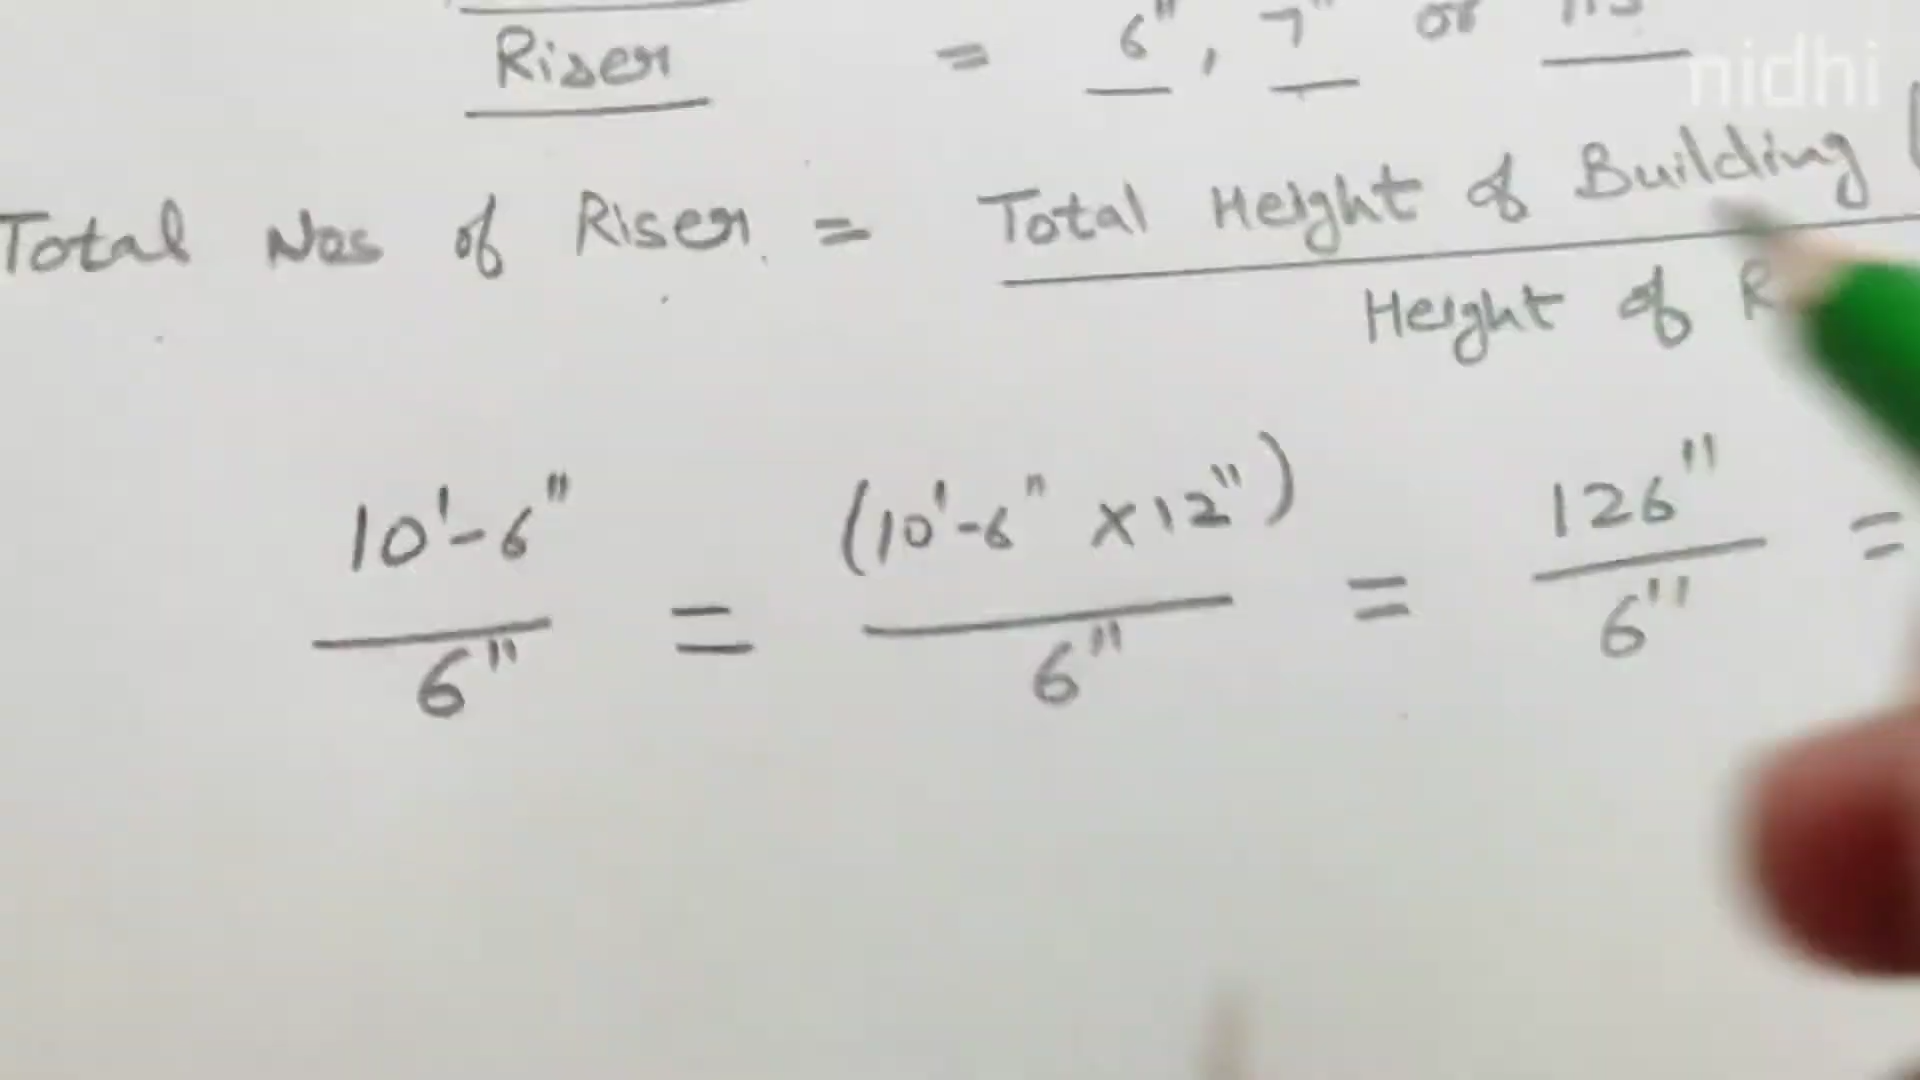 Riser = 6", 7" or
nidhi
Total Nos of Riser = Total Height of Building
Height of
10'-6" = (10'-6" x12") = 126" =
6" 6" 6"